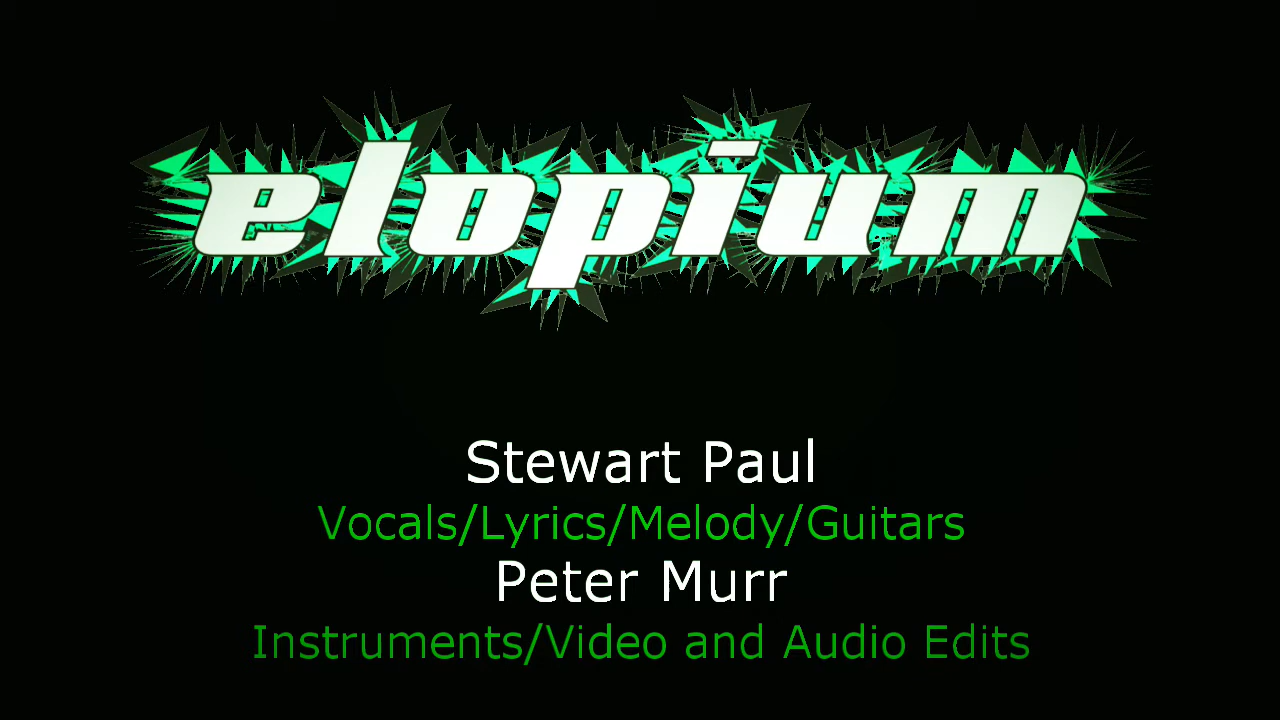 elopium
Stewart Paul
Vocals/Lyrics/Melody/Guitars
Peter Murr
Instruments/Video and Audio Edits